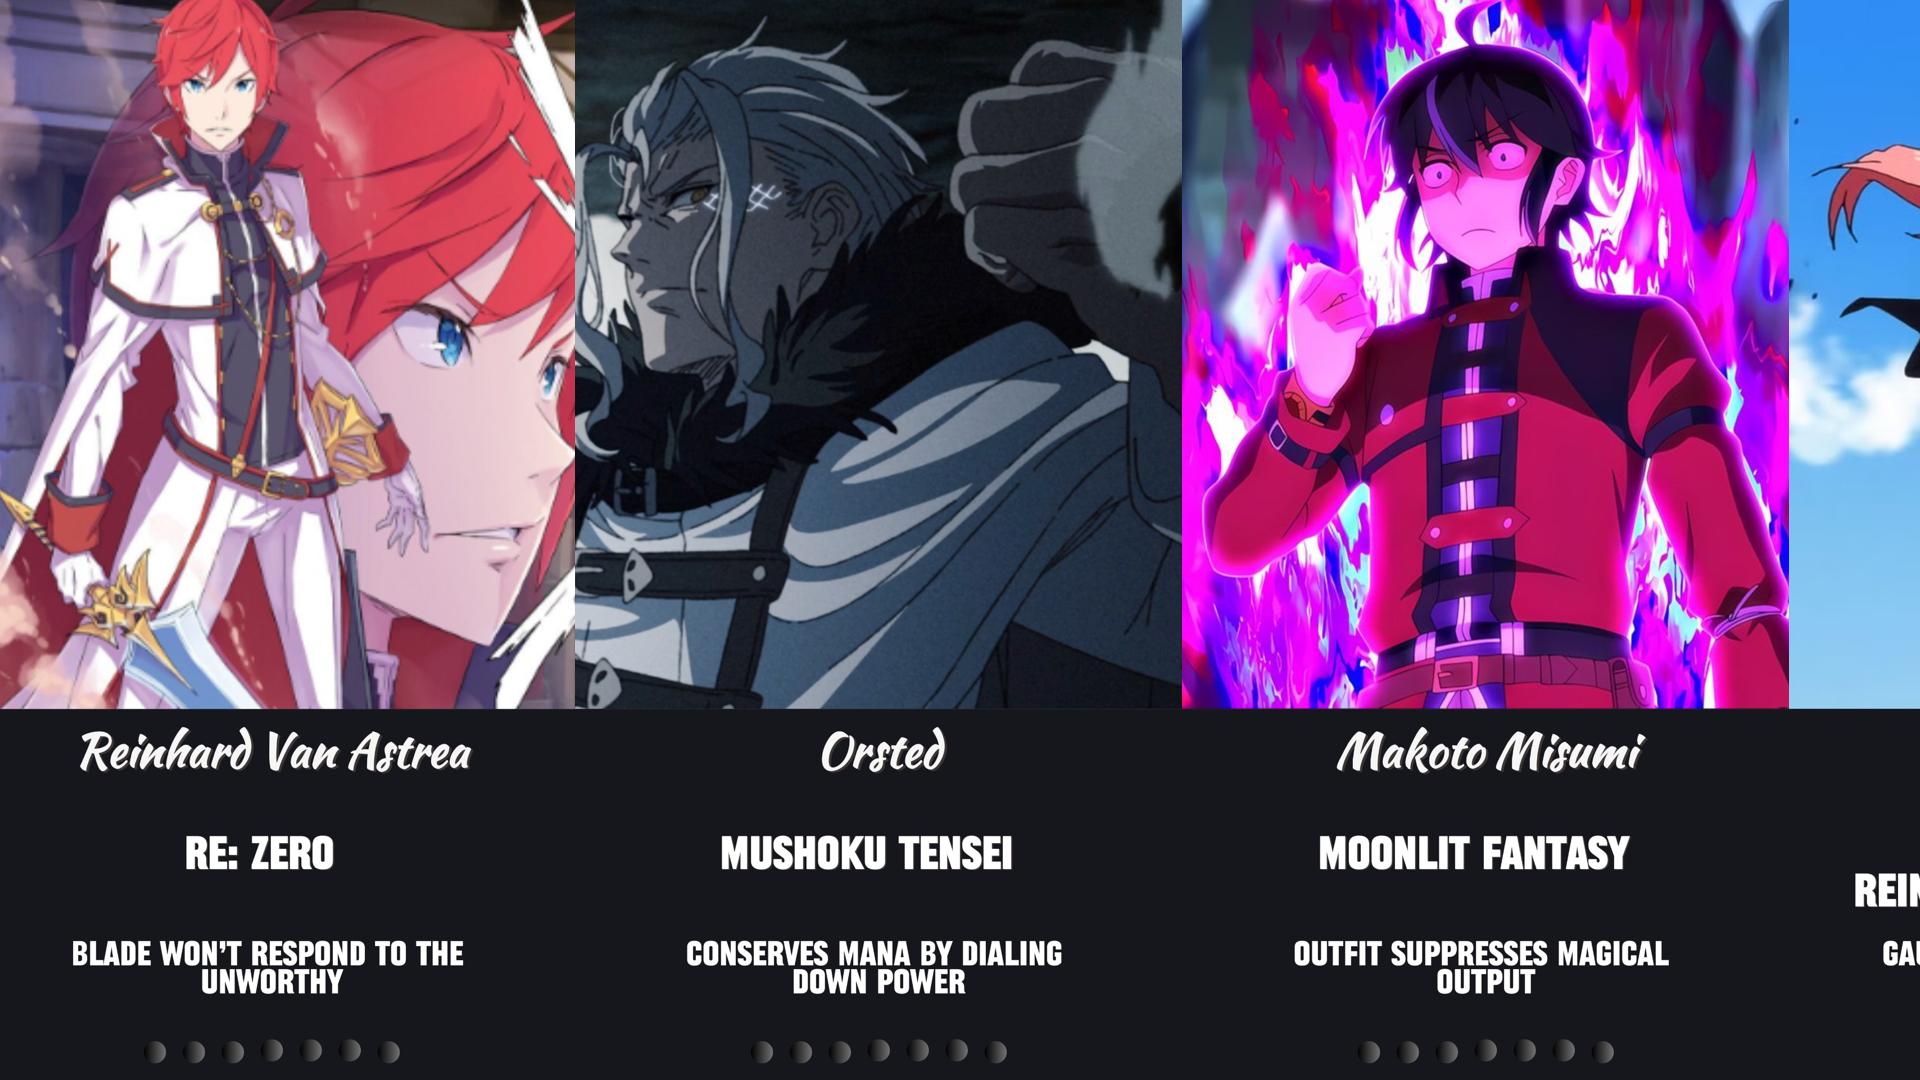 Reinhard Van Astrea
RE: ZERO
BLADE WON'T RESPOND TO THE
UNWORTHY
Orsted
MUSHOKU TENSEI
CONSERVES MANA BY DIALING
DOWN POWER
Makoto Misumi
MOONLIT FANTASY
OUTFIT SUPPRESSES MAGICAL
OUTPUT